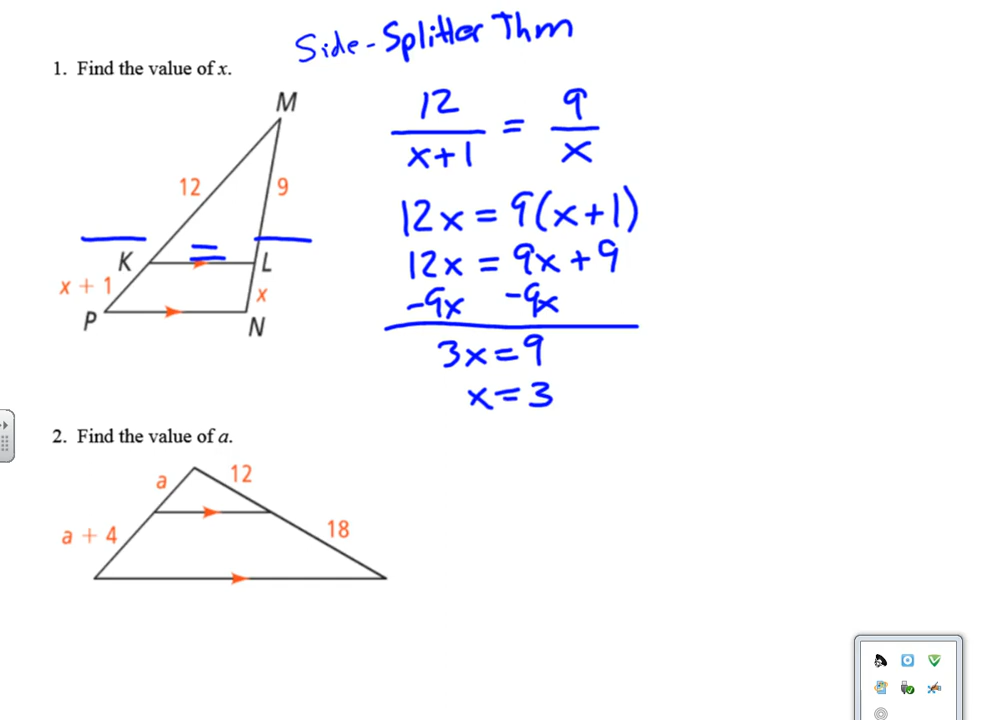 Side-Splitter Thm
1. Find the value of x.
M
12
9
K
L
x + 1
x
P
N
12 / x+1 = 9 / x
12x = 9(x+1)
12x = 9x + 9
-9x -9x
3x = 9
x = 3
2. Find the value of a.
a
12
a + 4
18